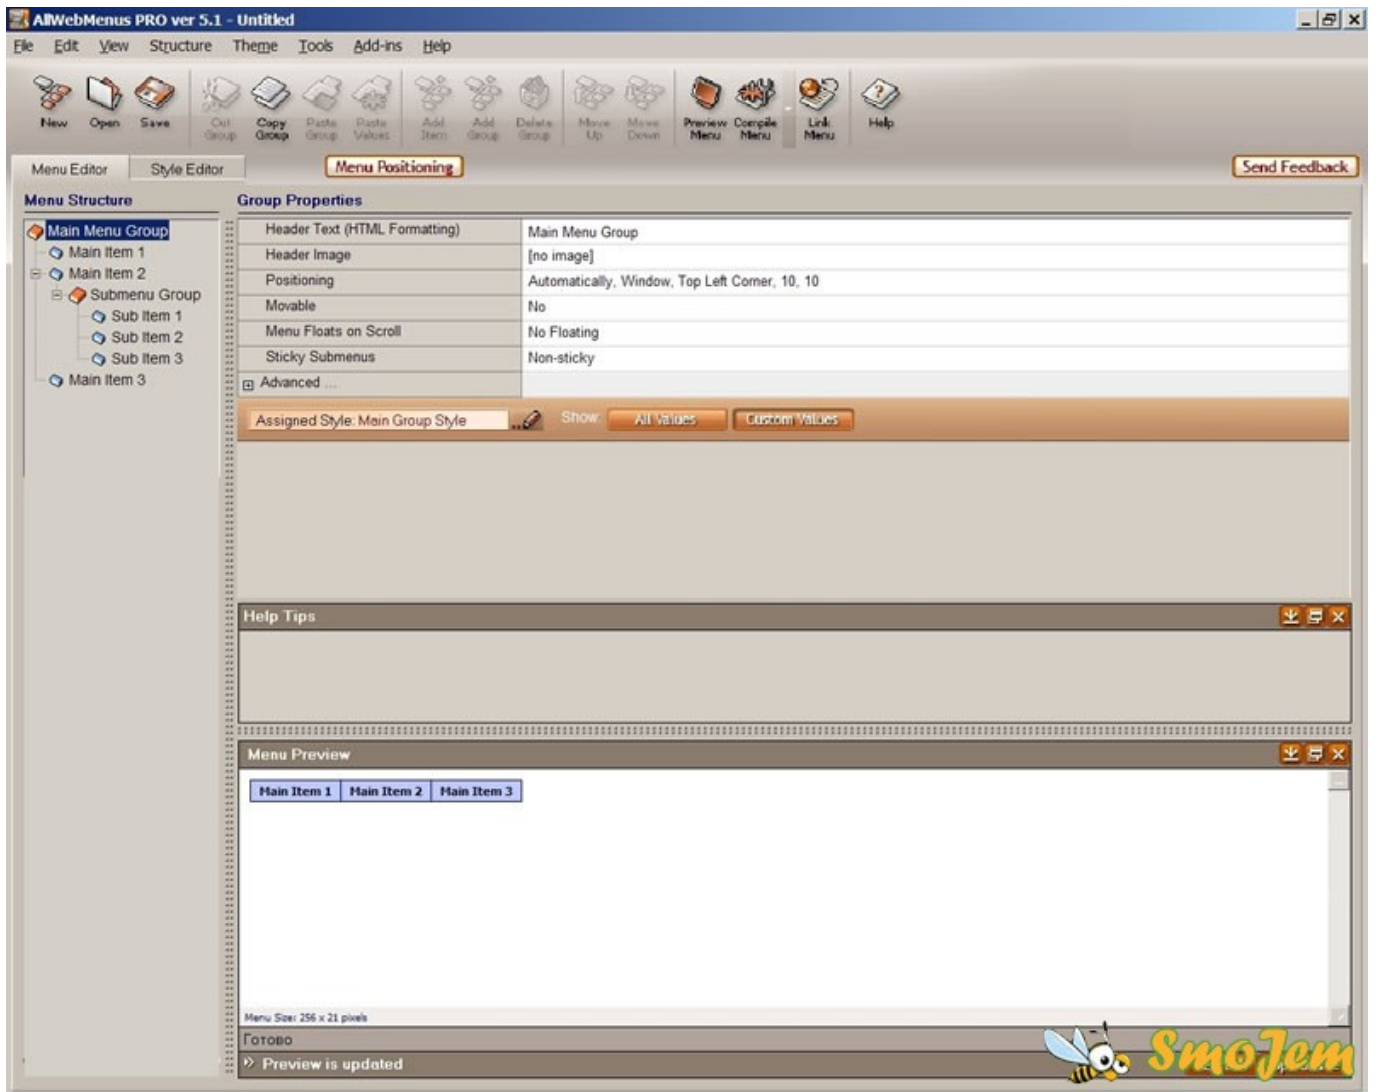 AllWebMenus PRO ver 5.1 - Untitled
File Edit View Structure Theme Tools Add-ins Help
New Open Save Cut Group Copy Group Paste Group Paste Values Add Item Add Group Delete Group Move Up Move Down Preview Menu Compile Menu Link Menu Help
Menu Editor Style Editor Menu Positioning Send Feedback
Menu Structure
Main Menu Group
Main Item 1
Main Item 2
Submenu Group
Sub Item 1
Sub Item 2
Sub Item 3
Main Item 3
Group Properties
Header Text (HTML Formatting) Main Menu Group
Header Image [no image]
Positioning Automatically, Window, Top Left Corner, 10, 10
Movable No
Menu Floats on Scroll No Floating
Sticky Submenus Non-sticky
Advanced ...
Assigned Style: Main Group Style .. Show: All Values Custom Values
Help Tips
Menu Preview
Main Item 1 Main Item 2 Main Item 3
Menu Size: 256 x 21 pixels
Готово
Preview is updated
SmoJem